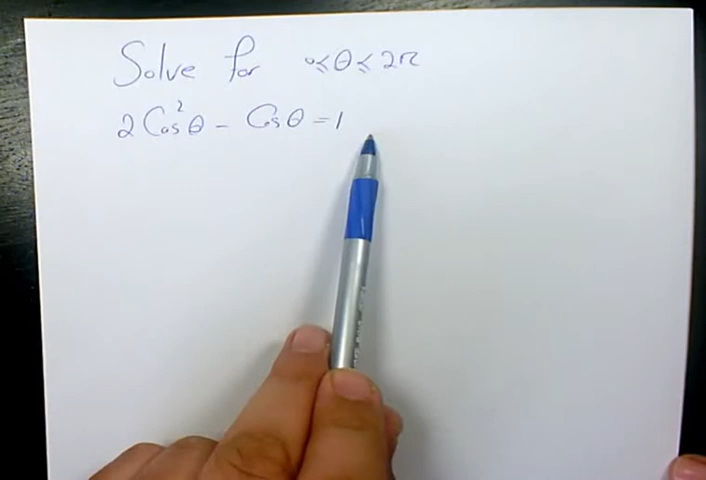 Solve for 0≤θ≤2π
2Cos²θ - Cosθ = 1